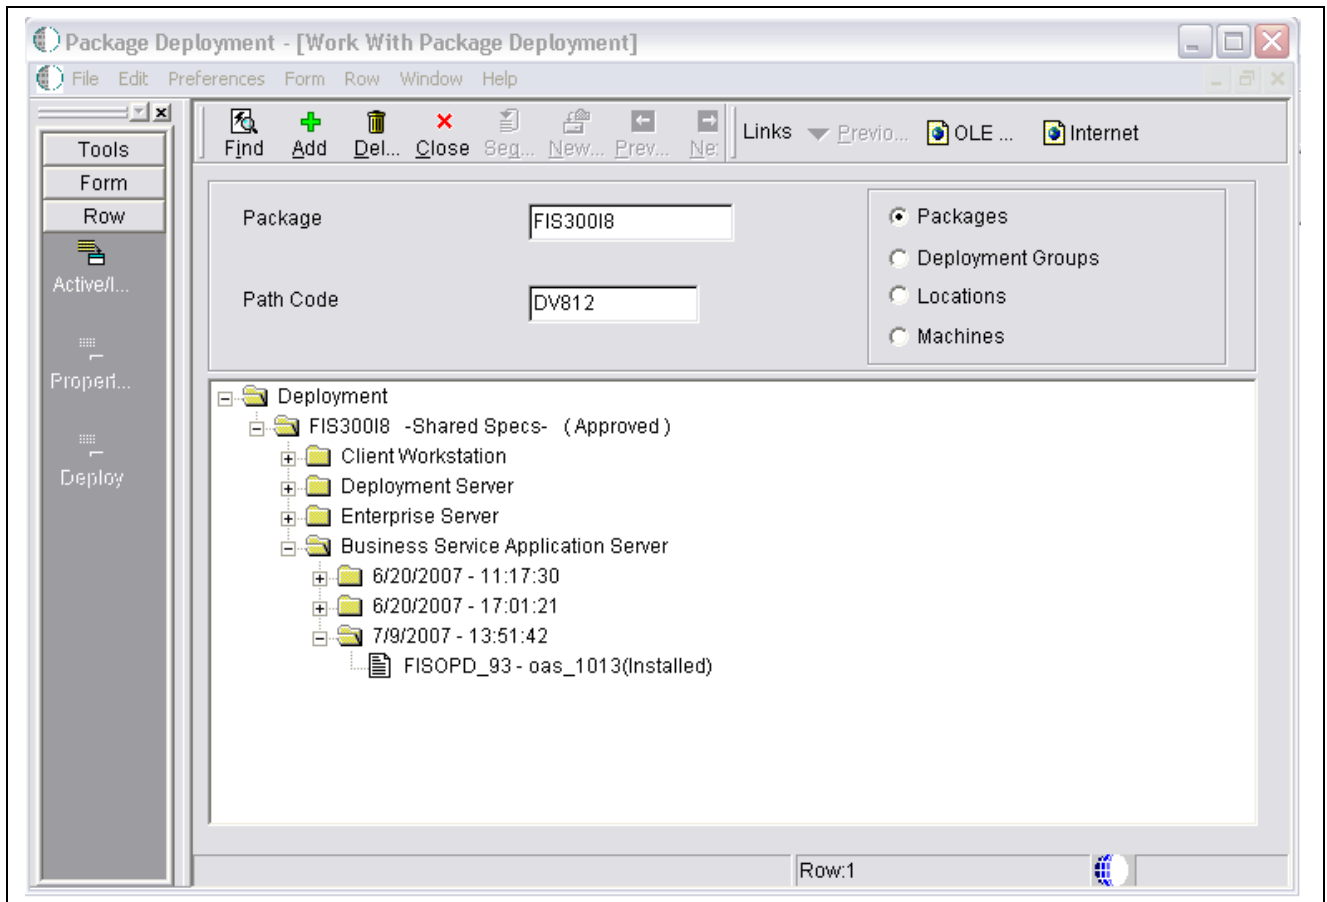 Package Deployment - [Work With Package Deployment]
File Edit Preferences Form Row Window Help
Tools
Form
Row
Active/I...
Propert...
Deploy
Find Add Del... Close Seq... New... Prev... Ne: Links Previo... OLE ... Internet
Package FIS300I8
Path Code DV812
Packages
Deployment Groups
Locations
Machines
Deployment
FIS300I8 -Shared Specs- ( Approved )
Client Workstation
Deployment Server
Enterprise Server
Business Service Application Server
6/20/2007 - 11:17:30
6/20/2007 - 17:01:21
7/9/2007 - 13:51:42
FISOPD_93 - oas_1013(Installed)
Row:1